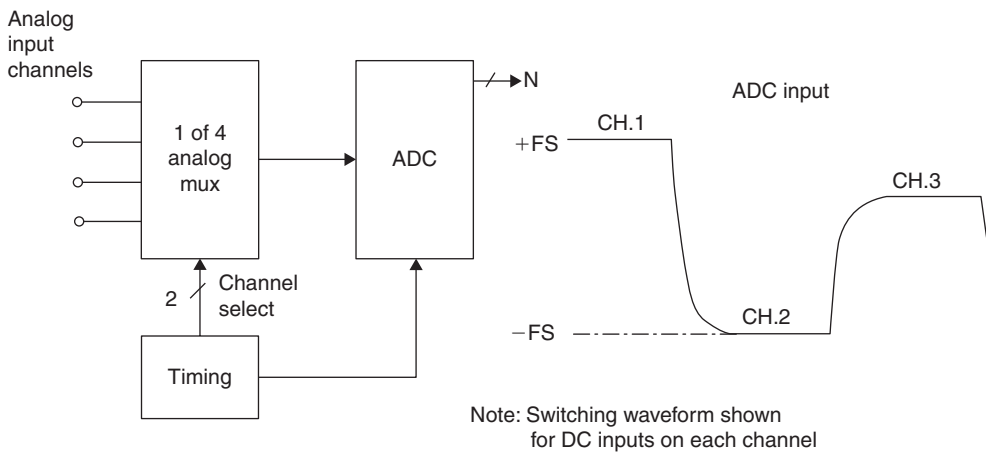 Analog
input
channels
1 of 4
analog
mux
ADC
N
2
Channel
select
Timing
ADC input
+FS
CH.1
CH.3
−FS
CH.2
Note: Switching waveform shown
for DC inputs on each channel